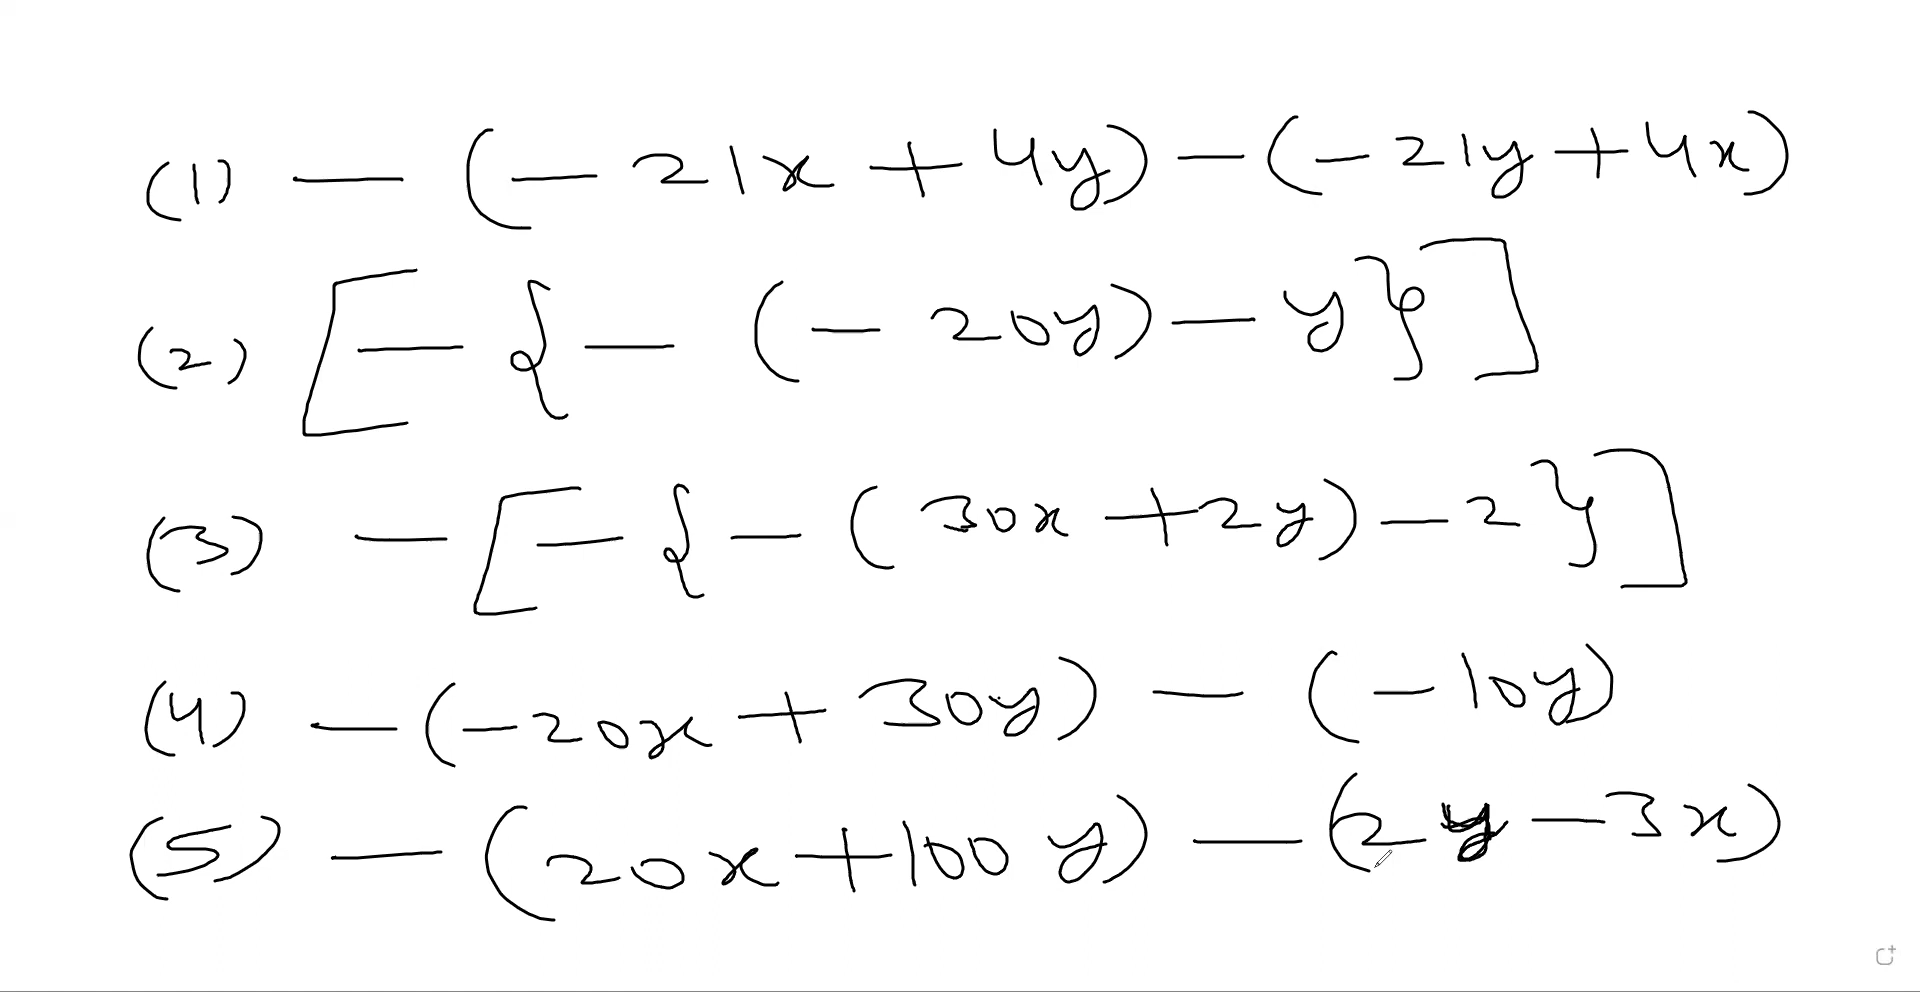 (1) - (- 21x + 4y) - (- 21y + 4x)
(2) [- { - (- 20y) - y}]
(3) - [- { - (30x + 2y) - 2}]
(4) - (- 20x + 30y) - (- 10y)
(5) - (20x + 100y) - (2y - 3x)